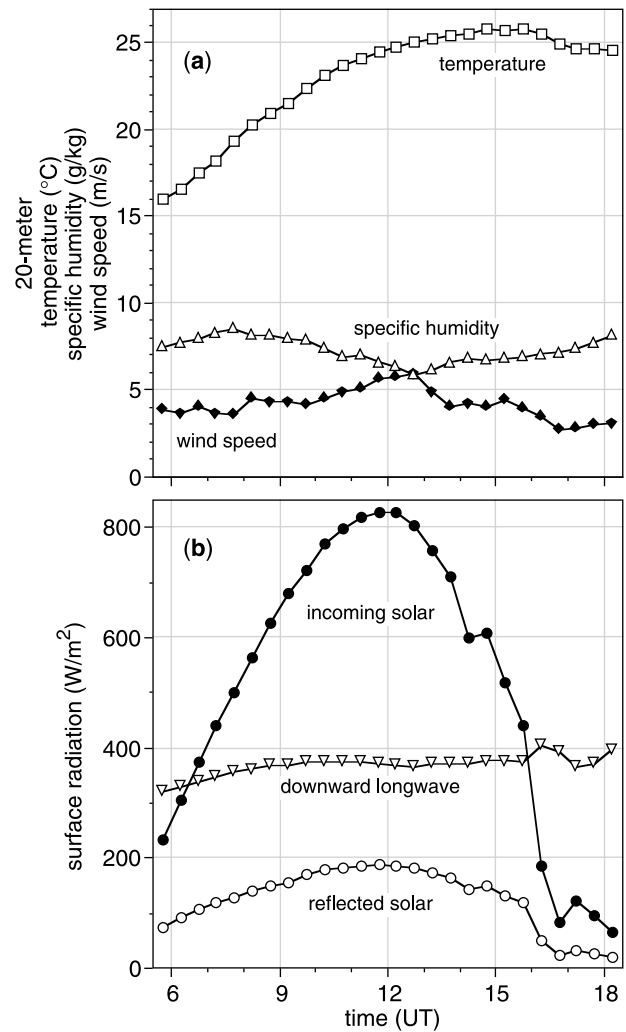 25
20
15
10
5
0
20-meter
temperature (°C)
specific humidity (g/kg)
wind speed (m/s)
(a)
temperature
specific humidity
wind speed
800
600
400
200
0
surface radiation (W/m²)
(b)
incoming solar
downward longwave
reflected solar
6 9 12 15 18
time (UT)